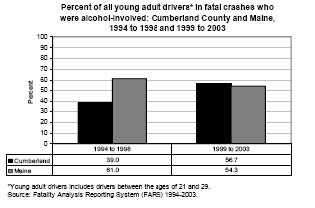 Percent of all young adult drivers* in fatal crashes who
were alcohol-involved: Cumberland County and Maine,
1994 to 1998 and 1999 to 2003
100
90
80
70
60
50
40
30
20
10
0
Percent
1994 to 1998 1999 to 2003
Cumberland 39.0 56.7
Maine 61.0 54.3
*Young adult drivers includes drivers between the ages of 21 and 29.
Source: Fatality Analysis Reporting System (FARS) 1994-2003.